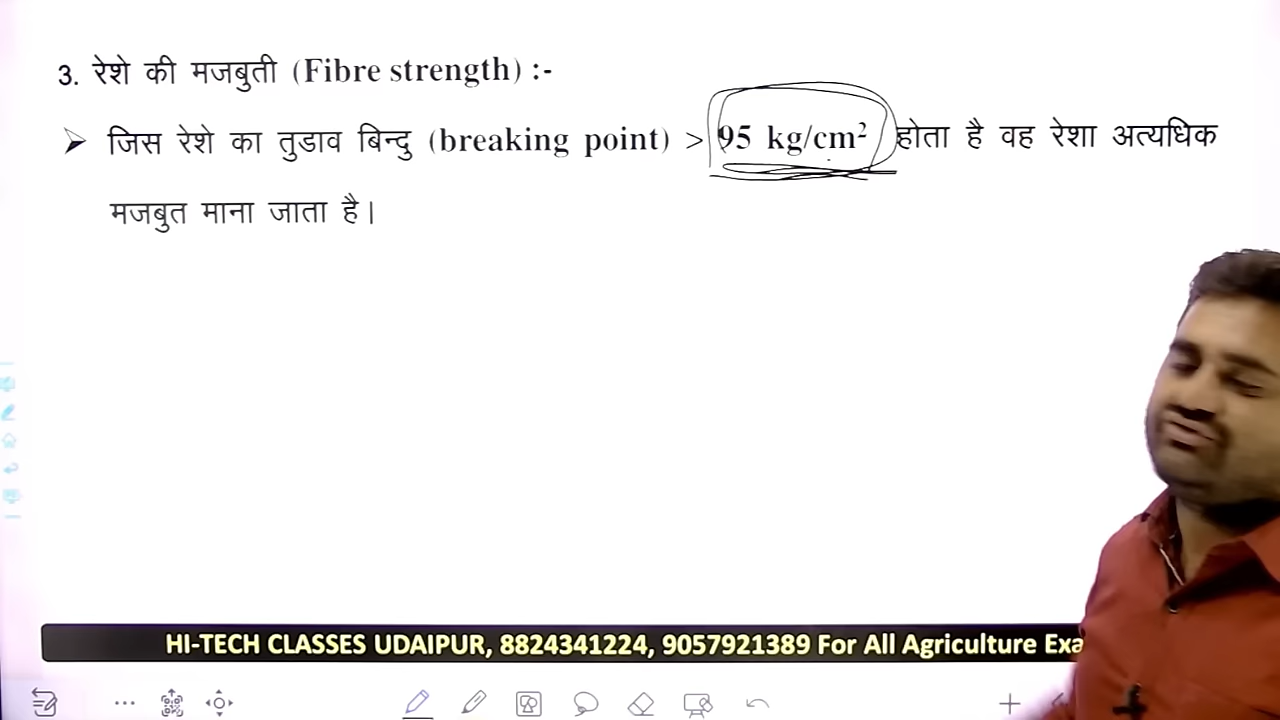 3. रेशे की मजबुती (Fibre strength) :-
➢ जिस रेशे का तुडाव बिन्दु (breaking point) > 95 kg/cm² होता है वह रेशा अत्यधिक
मजबुत माना जाता है।
HI-TECH CLASSES UDAIPUR, 8824341224, 9057921389 For All Agriculture Exa